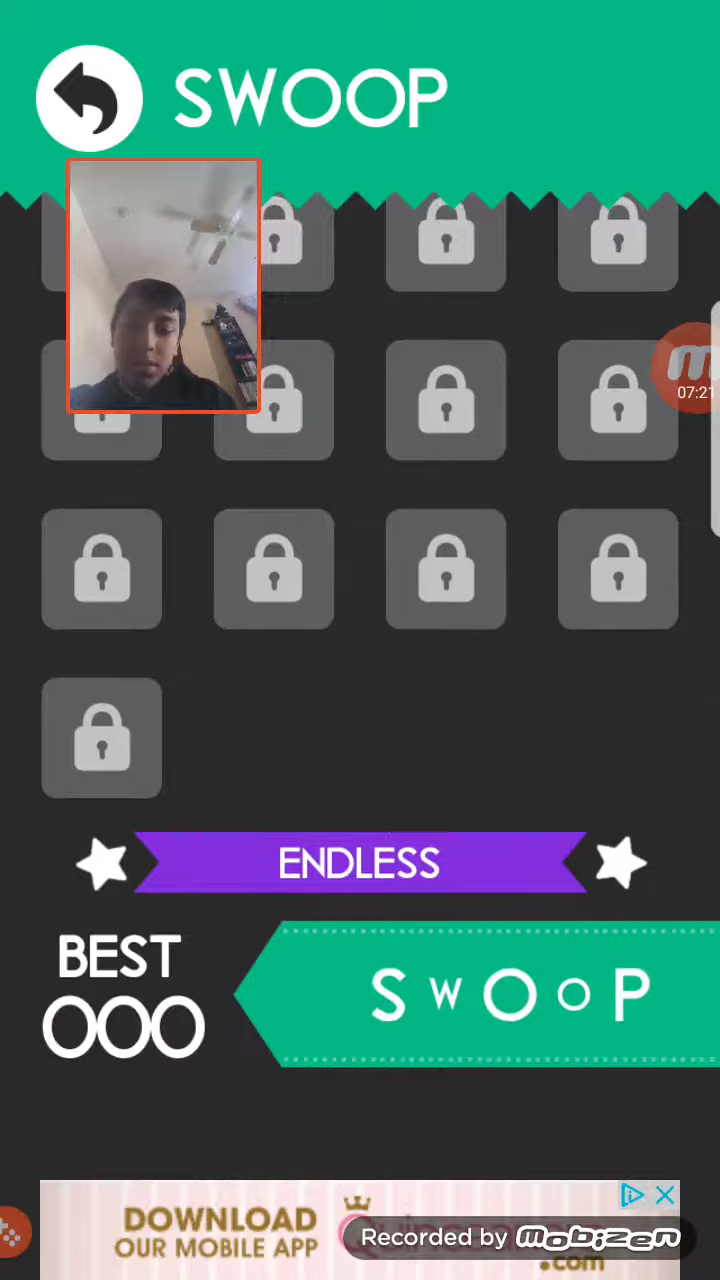 SWOOP
07:21
ENDLESS
BEST
000
SWOOP
DOWNLOAD
OUR MOBILE APP
.com
Recorded by mobizen